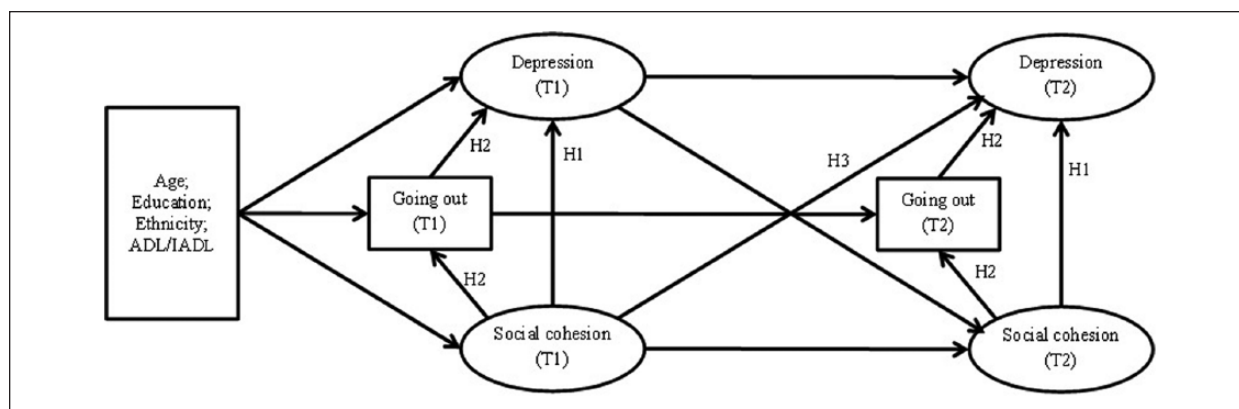 Depression
(T1)
Depression
(T2)
H2
H1
H3
H2
H1
Age;
Education;
Ethnicity;
ADL/IADL
Going out
(T1)
Going out
(T2)
H2
H2
Social cohesion
(T1)
Social cohesion
(T2)